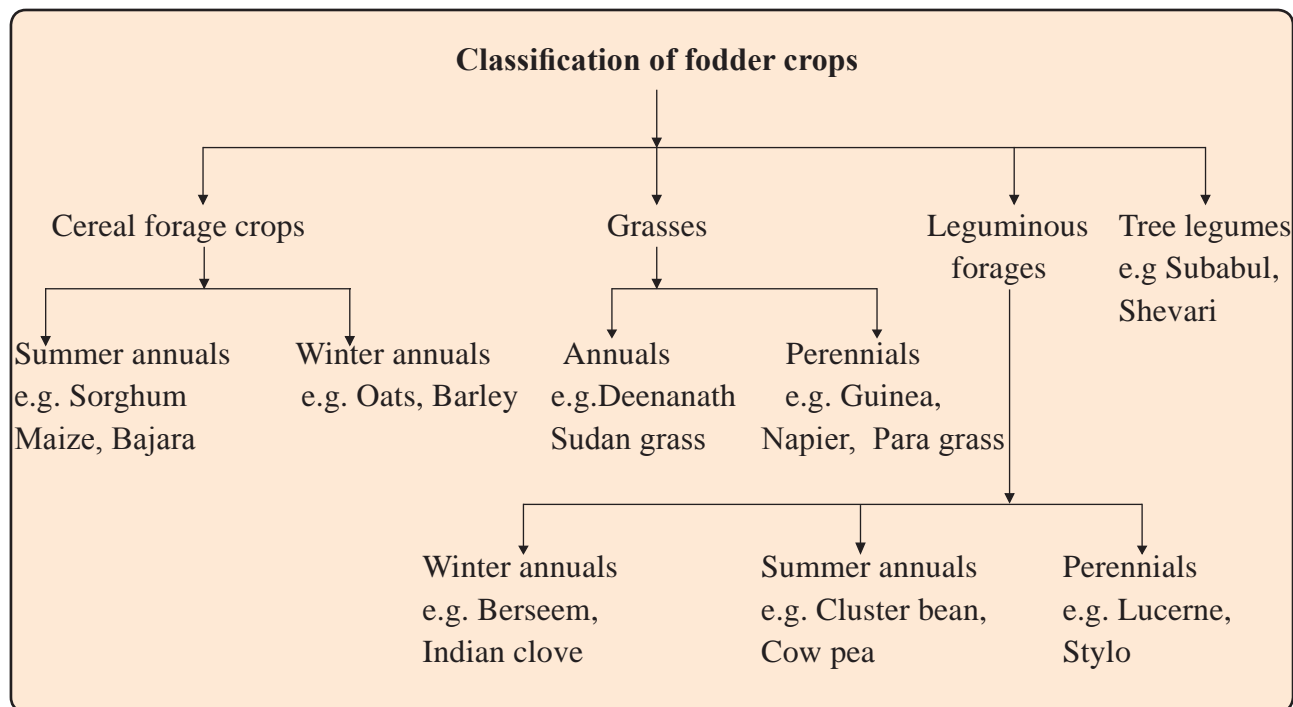 Classification of fodder crops
Cereal forage crops
Grasses
Leguminous
forages
Tree legumes
e.g Subabul,
Shevari
Summer annuals
e.g. Sorghum
Maize, Bajara
Winter annuals
e.g. Oats, Barley
Annuals
e.g.Deenanath
Sudan grass
Perennials
e.g. Guinea,
Napier, Para grass
Winter annuals
e.g. Berseem,
Indian clove
Summer annuals
e.g. Cluster bean,
Cow pea
Perennials
e.g. Lucerne,
Stylo